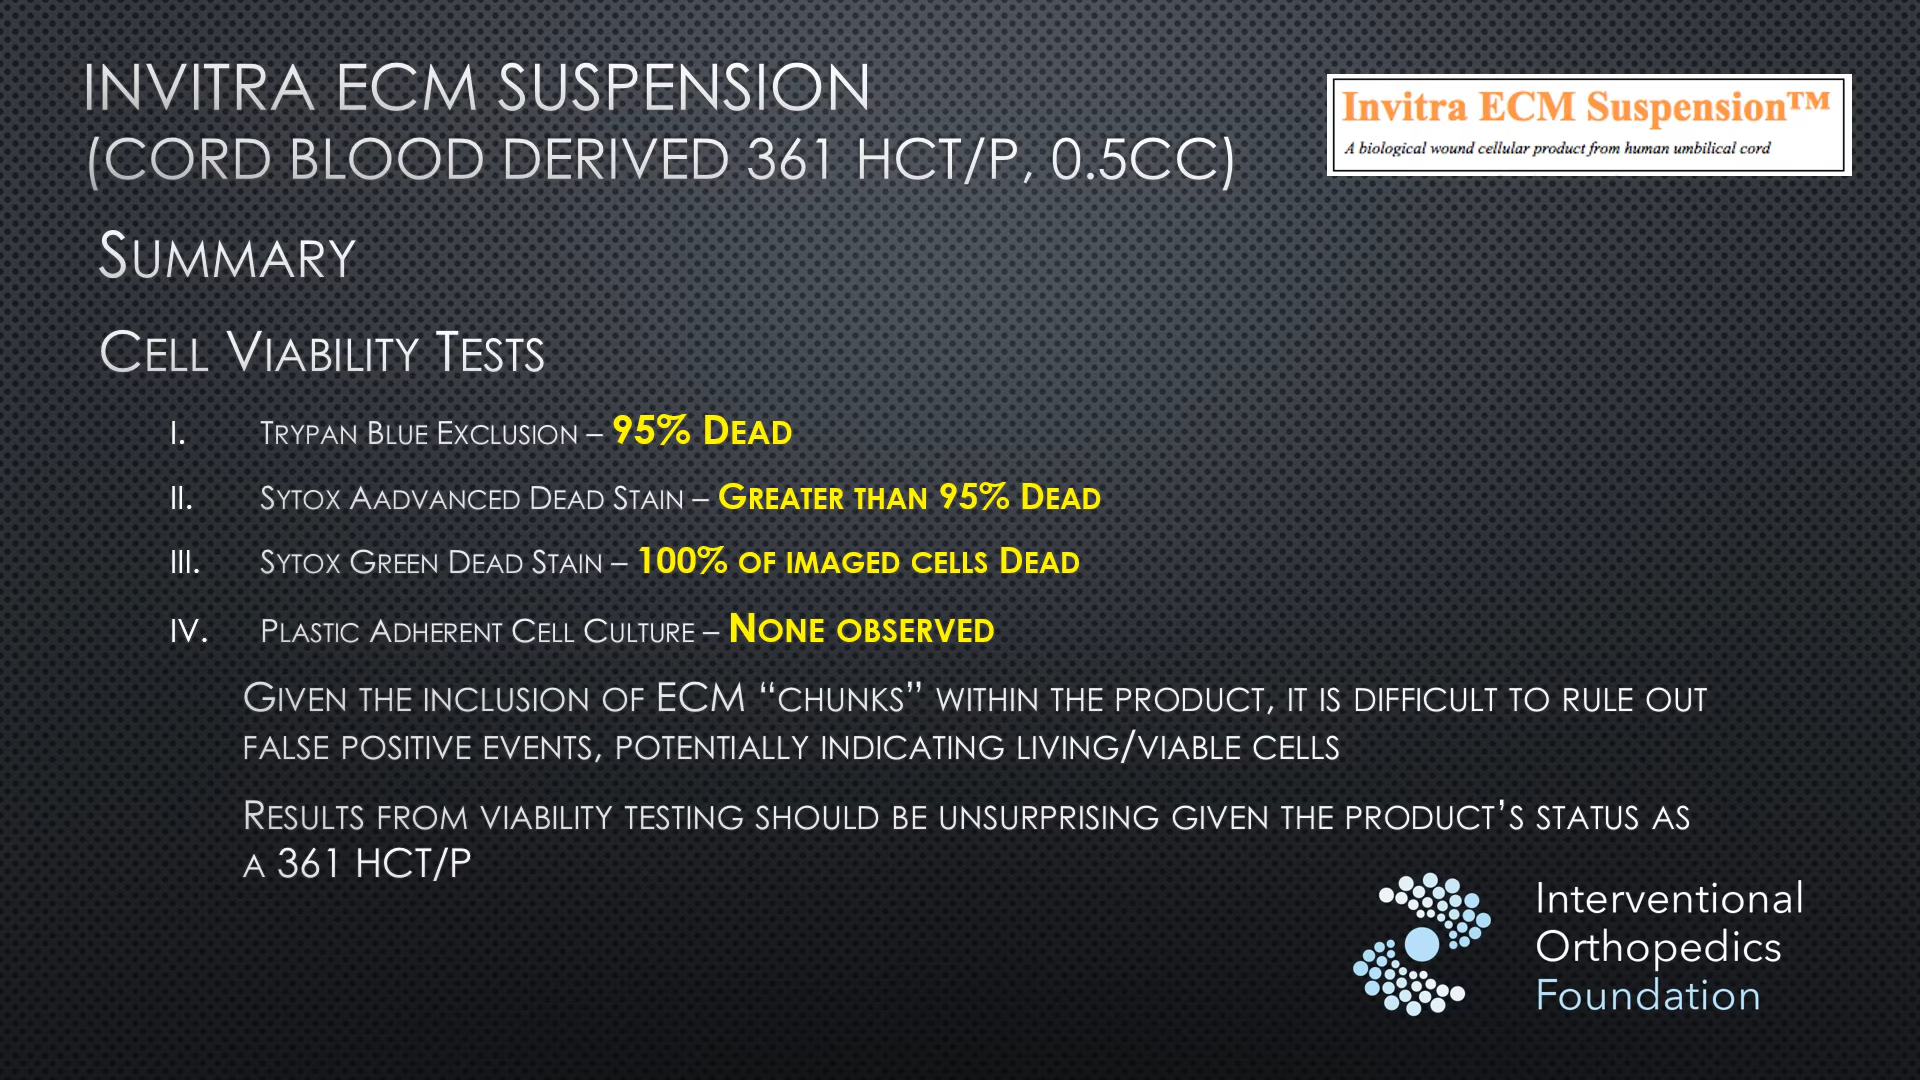 INVITRA ECM SUSPENSION
(CORD BLOOD DERIVED 361 HCT/P, 0.5CC)
Invitra ECM Suspension™
A biological wound cellular product from human umbilical cord
SUMMARY
CELL VIABILITY TESTS
I. TRYPAN BLUE EXCLUSION – 95% DEAD
II. SYTOX AADVANCED DEAD STAIN – GREATER THAN 95% DEAD
III. SYTOX GREEN DEAD STAIN – 100% OF IMAGED CELLS DEAD
IV. PLASTIC ADHERENT CELL CULTURE – NONE OBSERVED
GIVEN THE INCLUSION OF ECM “CHUNKS” WITHIN THE PRODUCT, IT IS DIFFICULT TO RULE OUT
FALSE POSITIVE EVENTS, POTENTIALLY INDICATING LIVING/VIABLE CELLS
RESULTS FROM VIABILITY TESTING SHOULD BE UNSURPRISING GIVEN THE PRODUCT’S STATUS AS
A 361 HCT/P
Interventional
Orthopedics
Foundation